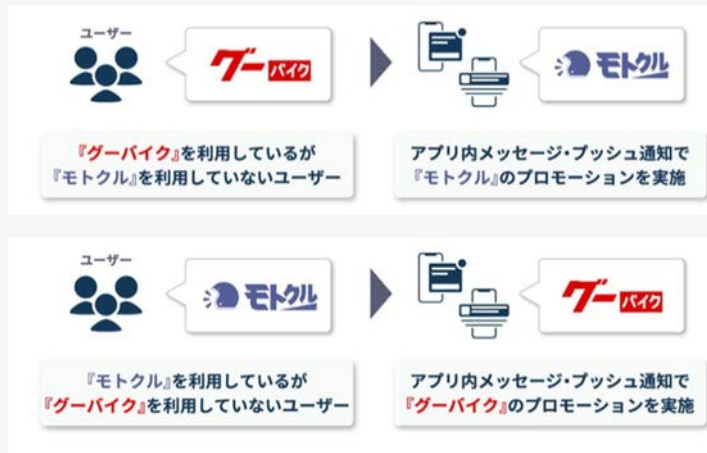 ユーザー
グーバイク
モトクル
『グーバイク』を利用しているが
『モトクル』を利用していないユーザー
アプリ内メッセージ・プッシュ通知で
『モトクル』のプロモーションを実施
ユーザー
モトクル
グーバイク
『モトクル』を利用しているが
『グーバイク』を利用していないユーザー
アプリ内メッセージ・プッシュ通知で
『グーバイク』のプロモーションを実施